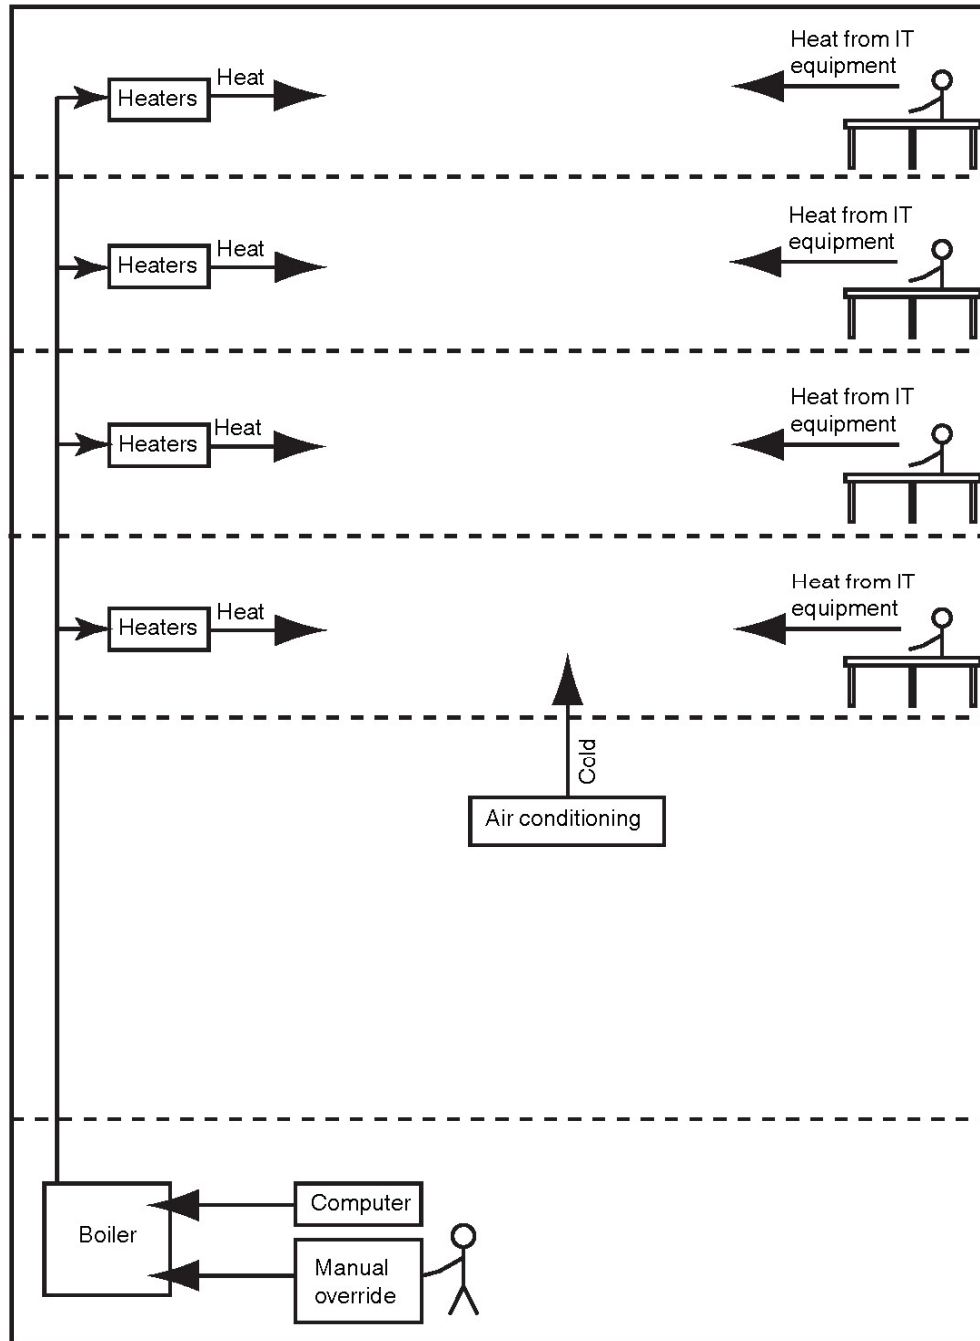 Heat from IT
equipment
Heat
Heaters
Heat from IT
equipment
Heat
Heaters
Heat from IT
equipment
Heat
Heaters
Heat from IT
equipment
Heat
Heaters
Cold
Air conditioning
Computer
Boiler
Manual
override